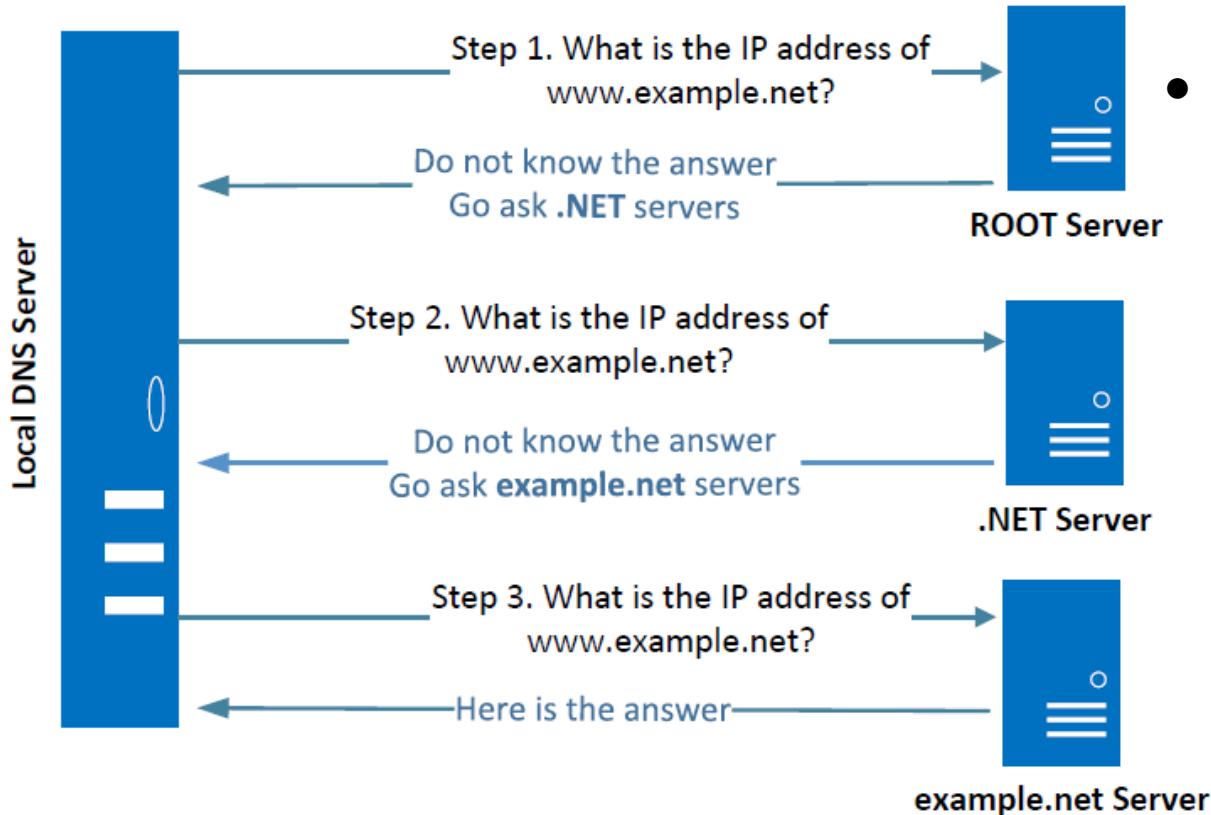 Step 1. What is the IP address of
www.example.net?
Do not know the answer
Go ask .NET servers
ROOT Server
Local DNS Server
Step 2. What is the IP address of
www.example.net?
Do not know the answer
Go ask example.net servers
.NET Server
Step 3. What is the IP address of
www.example.net?
Here is the answer
example.net Server